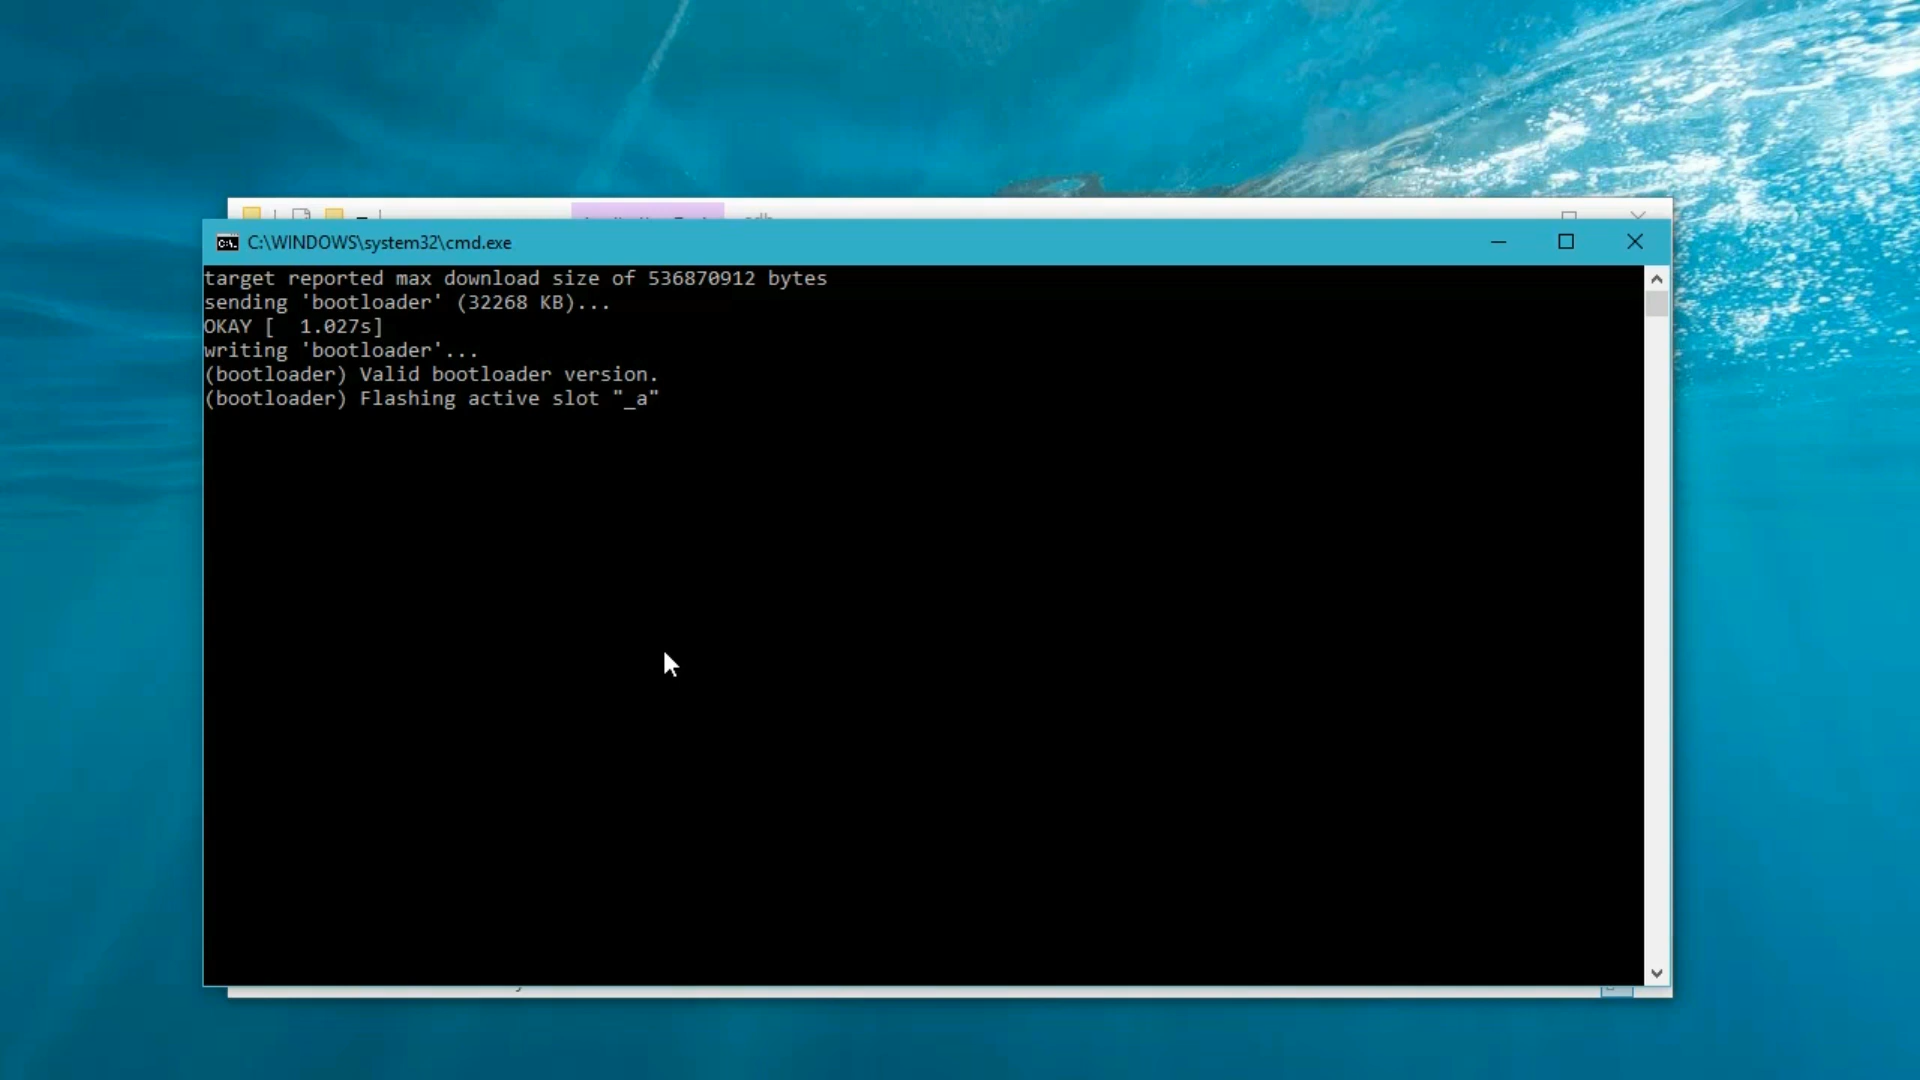 C:\WINDOWS\system32\cmd.exe
target reported max download size of 536870912 bytes
sending 'bootloader' (32268 KB)...
OKAY [  1.027s]
writing 'bootloader'...
(bootloader) Valid bootloader version.
(bootloader) Flashing active slot "_a"